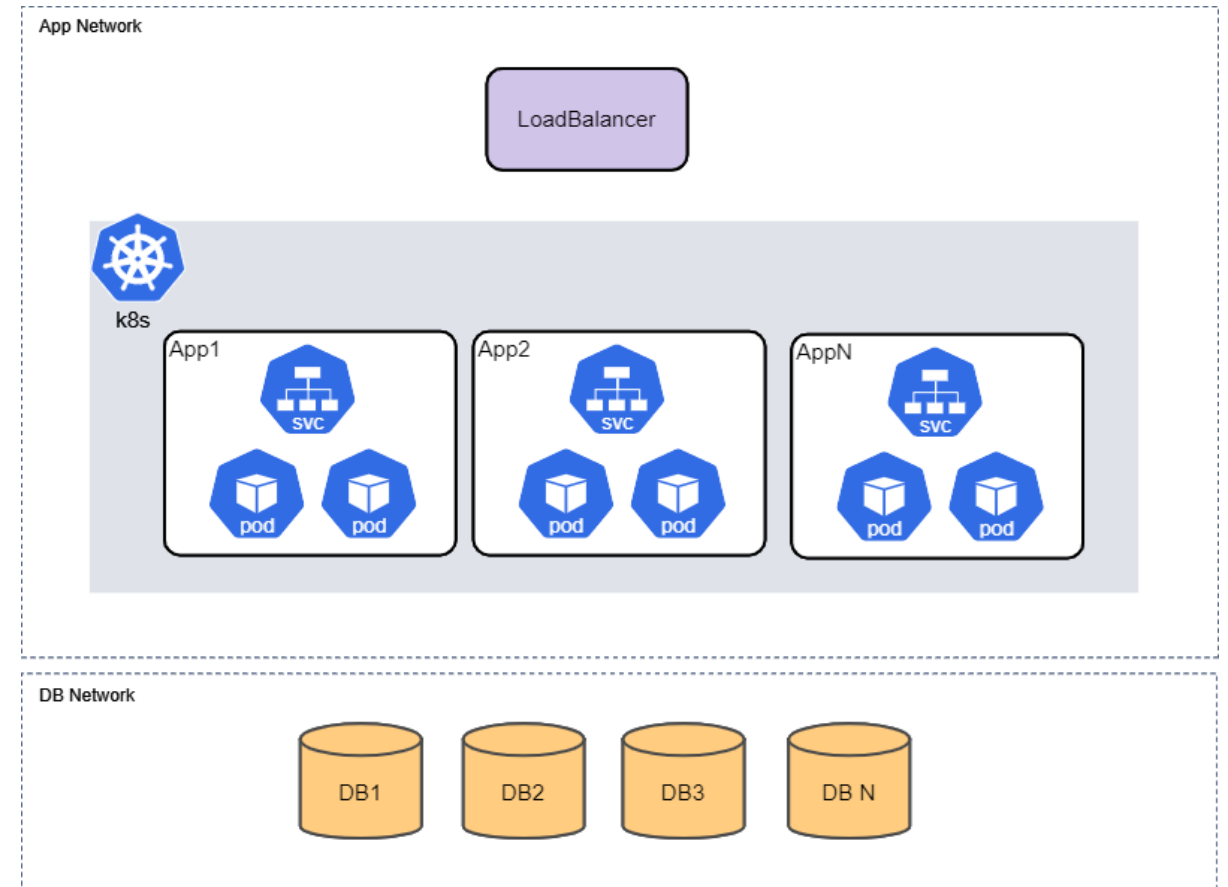 App Network
LoadBalancer
k8s
App1
svc
pod
pod
App2
svc
pod
pod
AppN
svc
pod
pod
DB Network
DB1
DB2
DB3
DB N